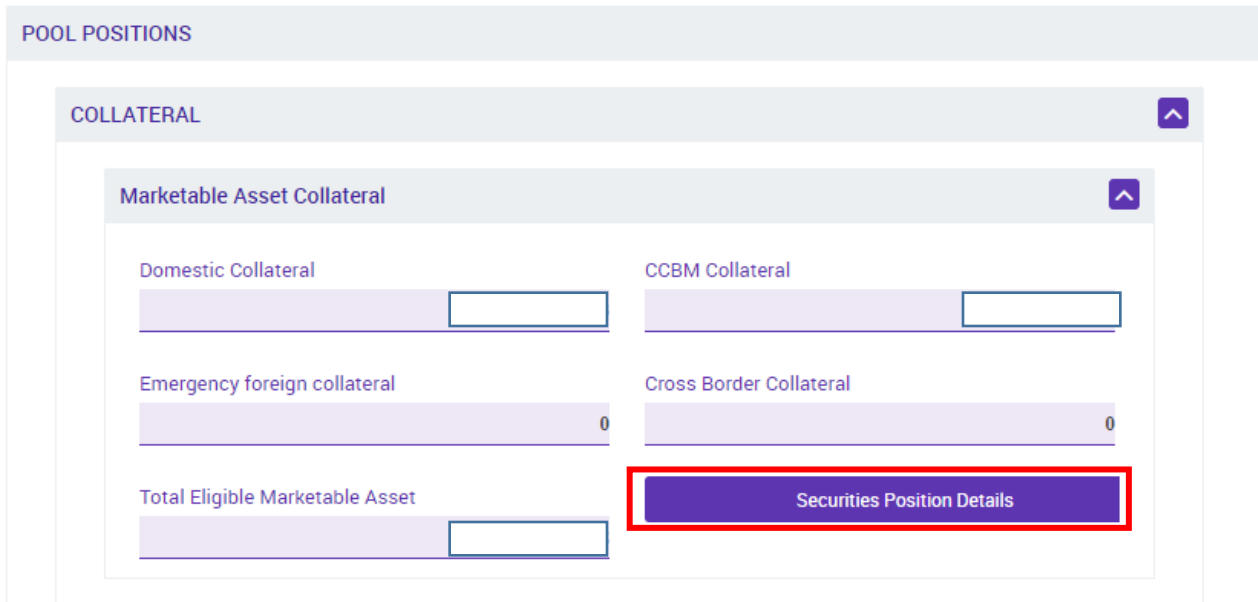 POOL POSITIONS
COLLATERAL
Marketable Asset Collateral
Domestic Collateral
CCBM Collateral
Emergency foreign collateral
Cross Border Collateral
0
0
Total Eligible Marketable Asset
Securities Position Details